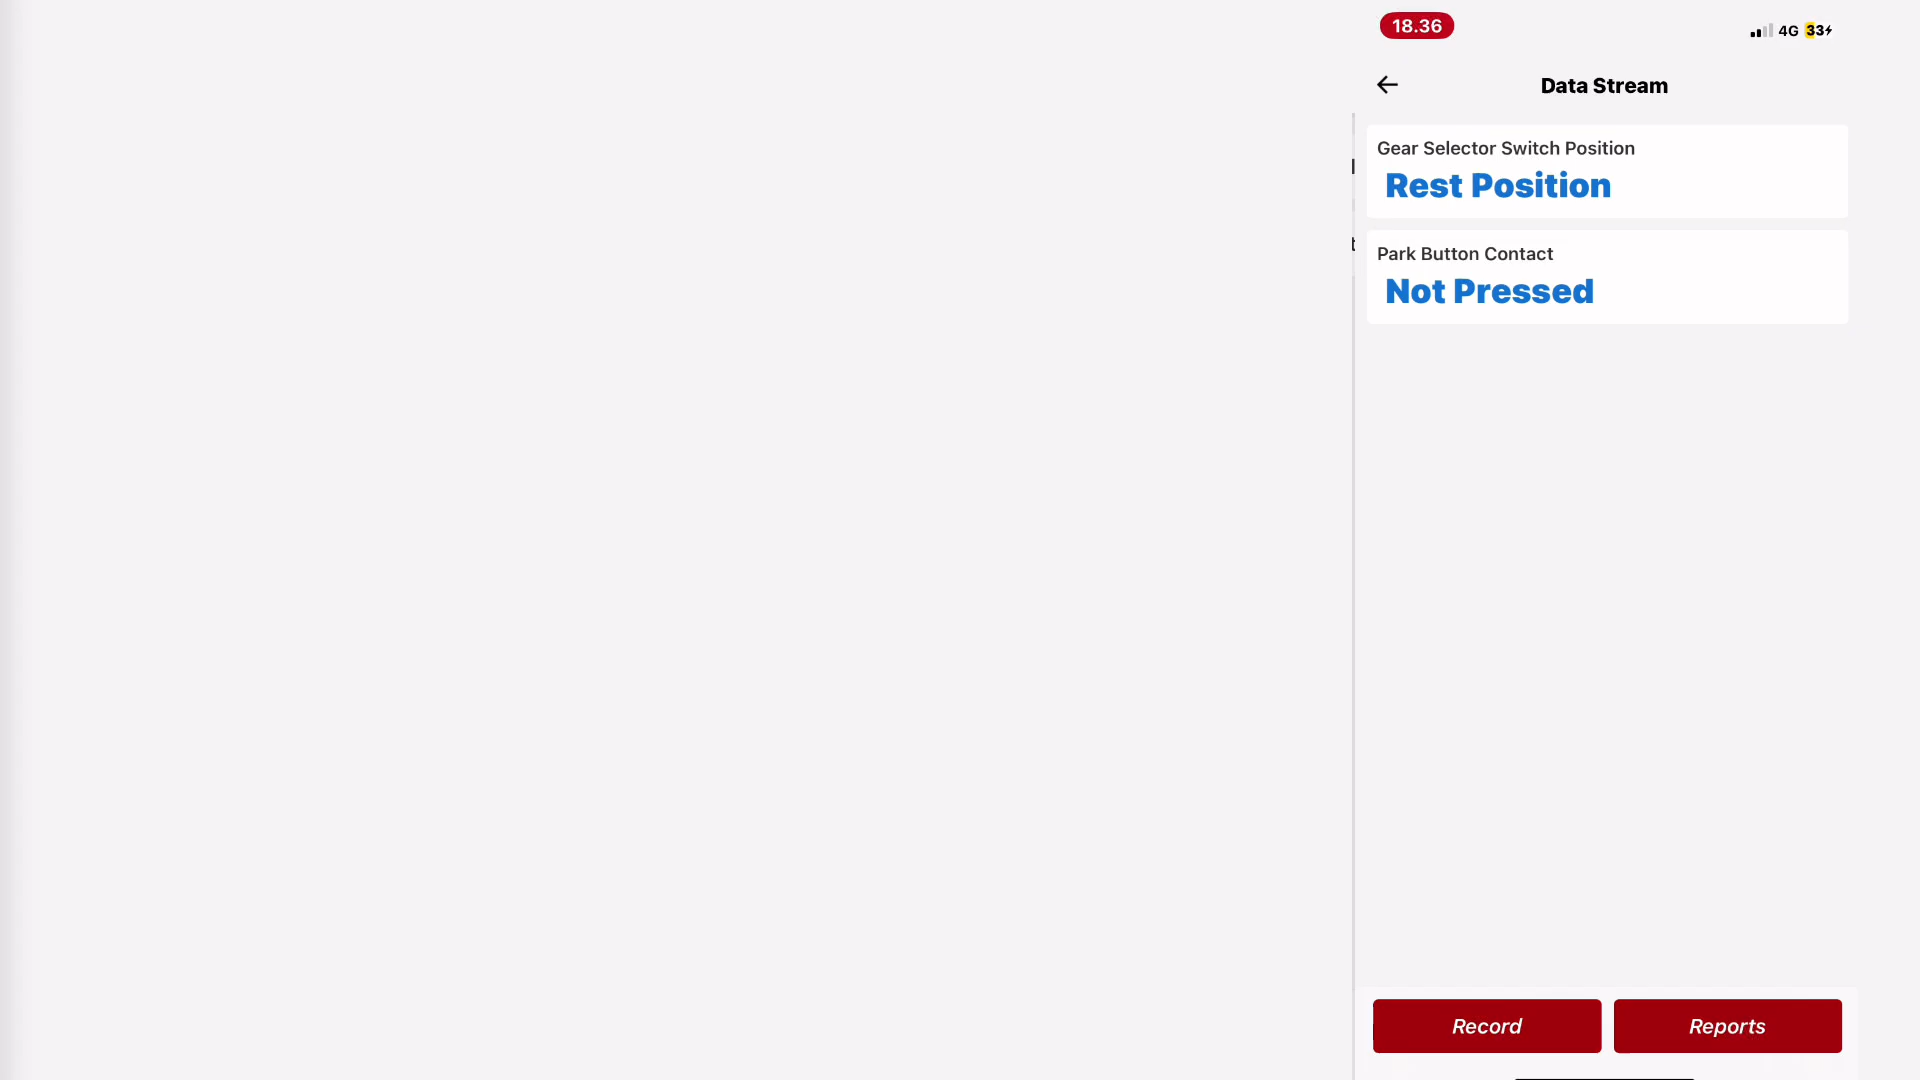 18.36
4G 33
Data Stream
Gear Selector Switch Position
Rest Position
Park Button Contact
Not Pressed
Record
Reports